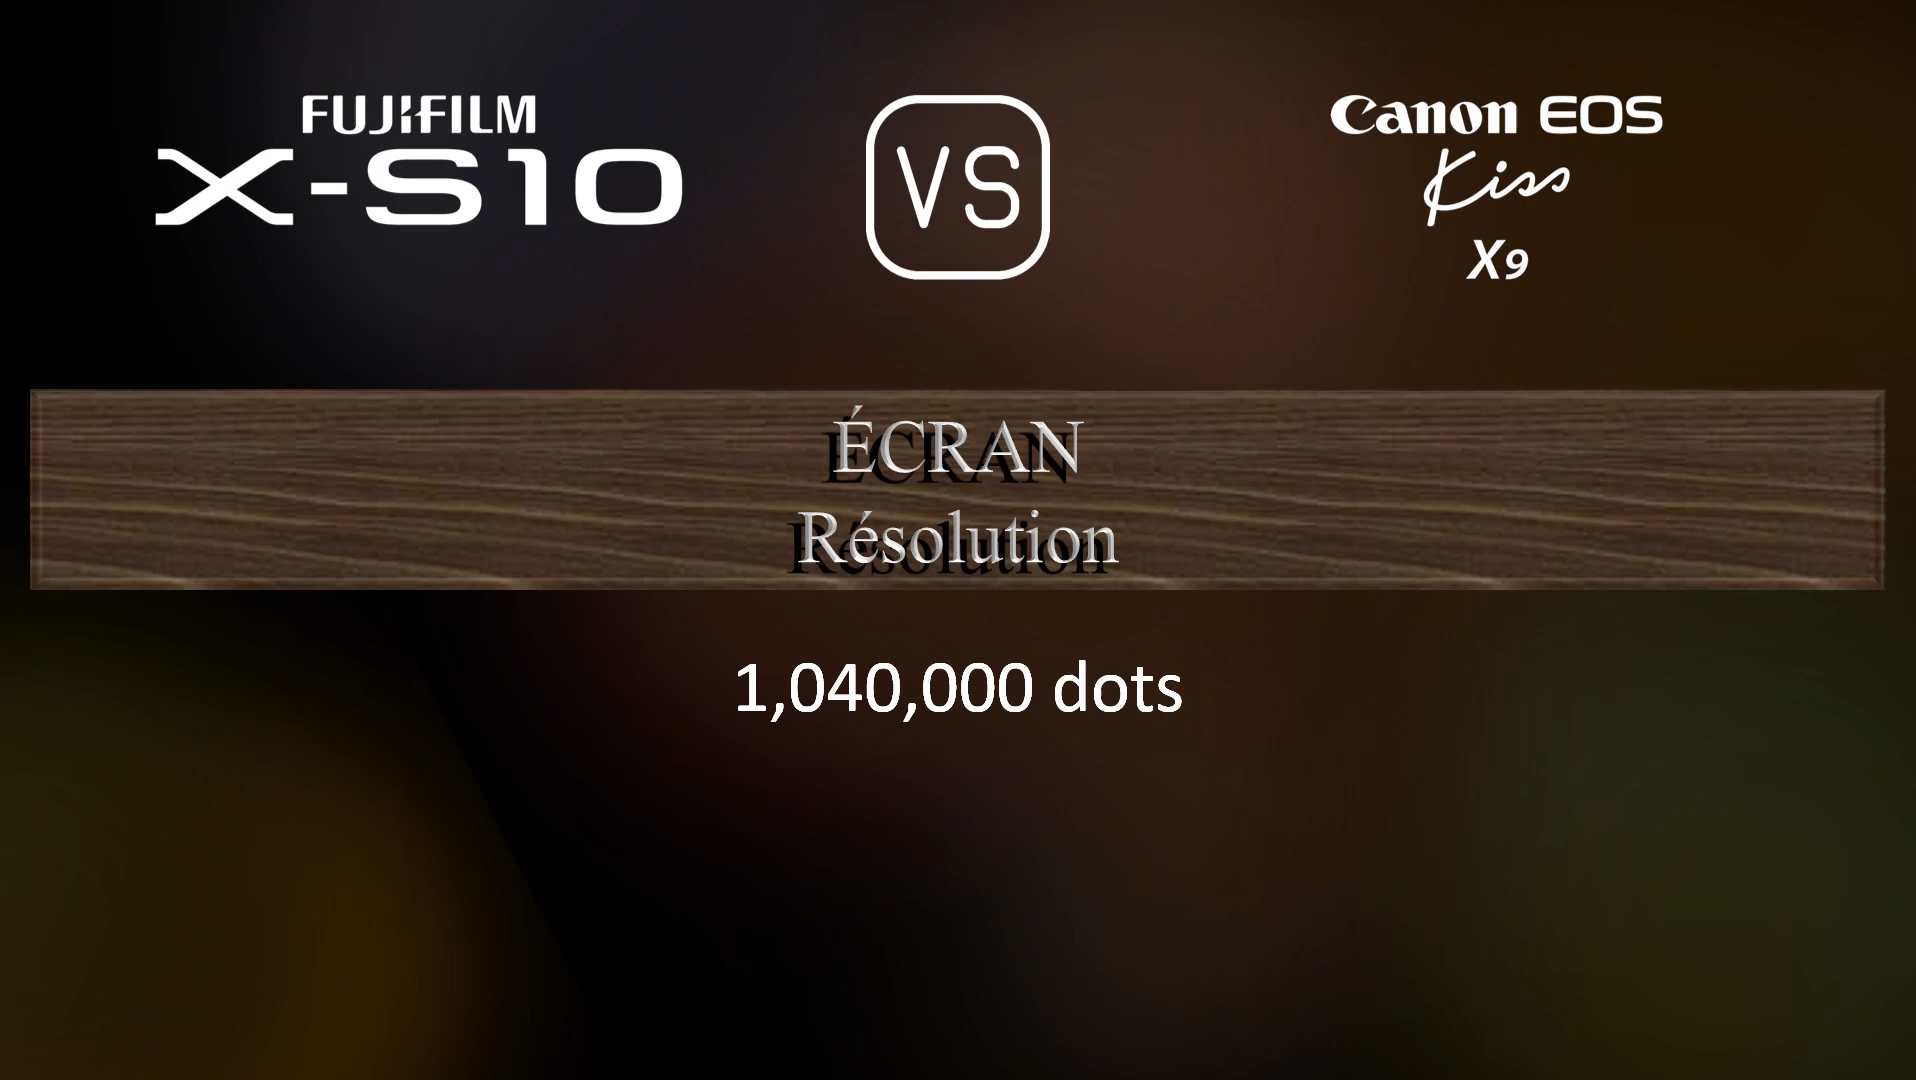 FUJIFILM
X-S10
VS
Canon EOS
Kiss
X9
ÉCRAN
Résolution
1,040,000 dots